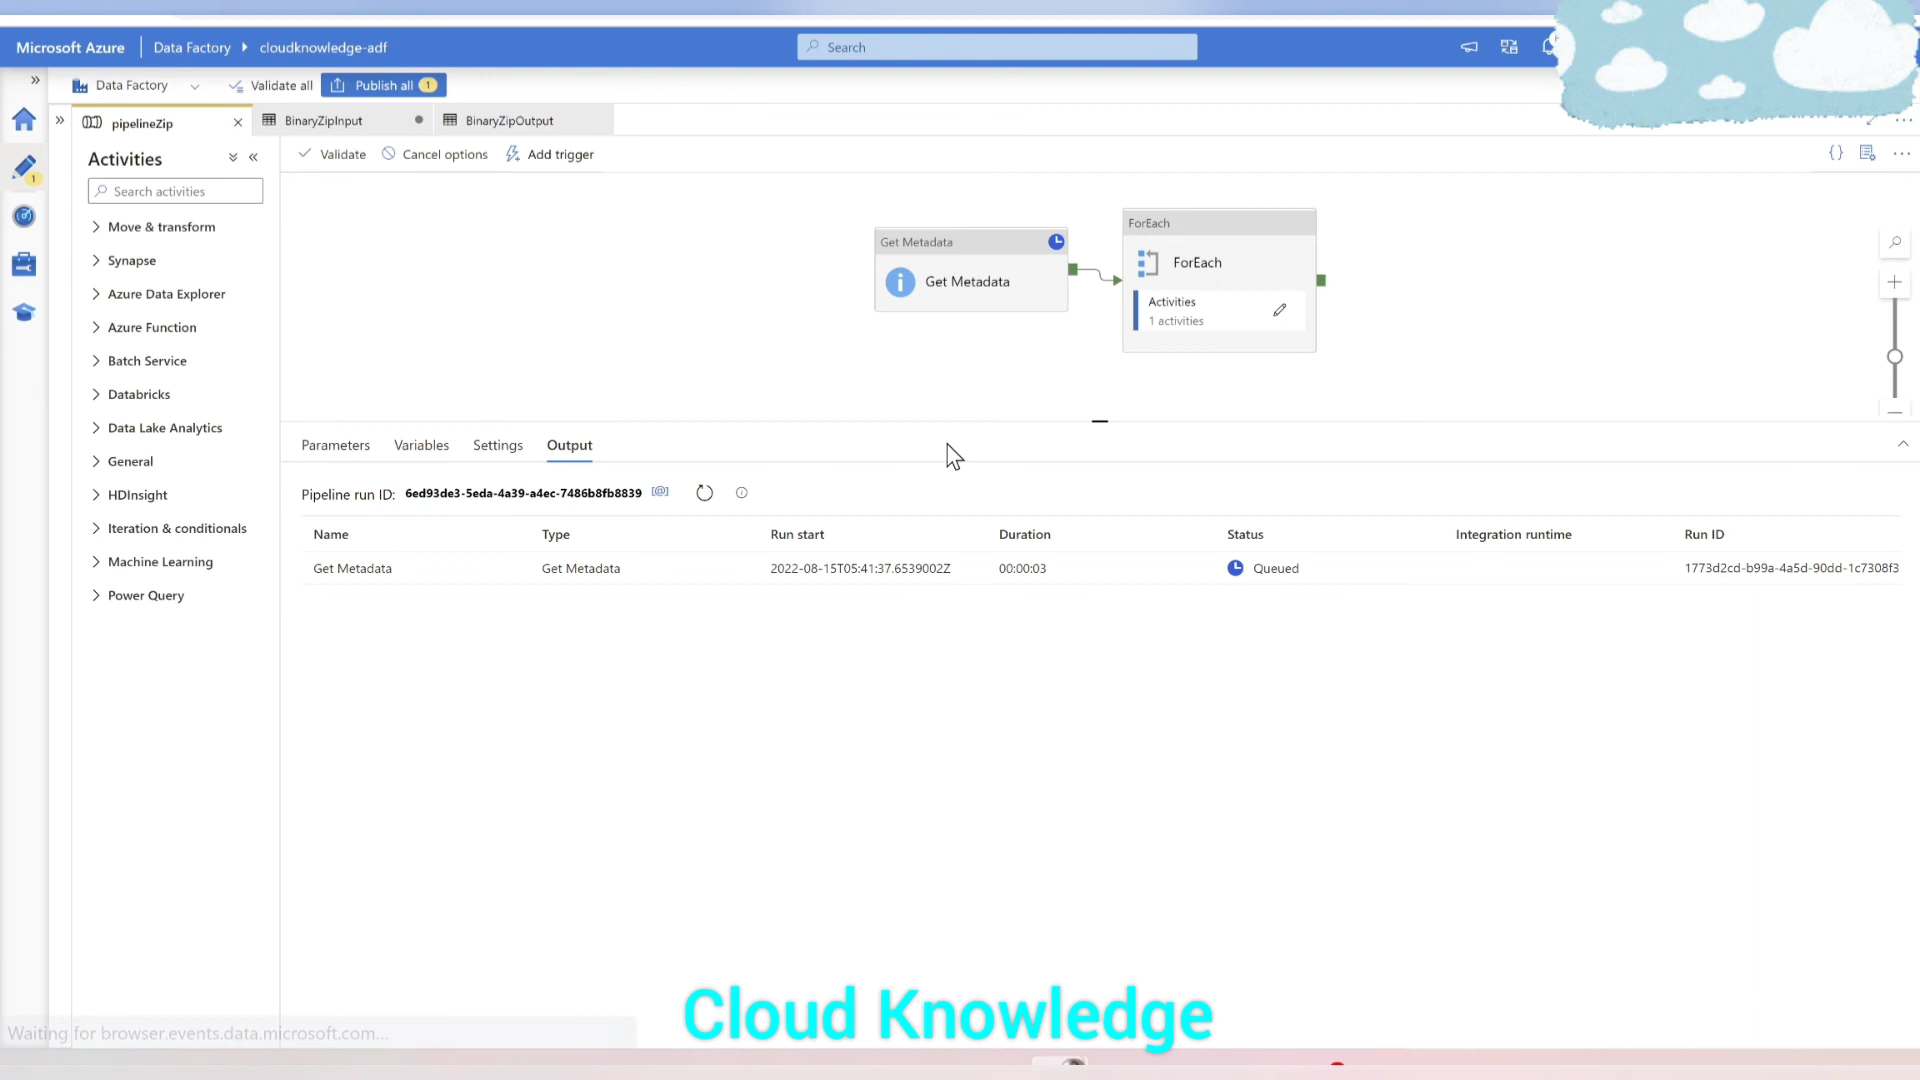 Microsoft Azure Data Factory cloudknowledge-adf Search
Data Factory Validate all Publish all 1
pipelineZip BinaryZipInput BinaryZipOutput
Activities
Validate Cancel options Add trigger
Search activities
1
Move & transform
Synapse
Azure Data Explorer
Azure Function
Batch Service
Databricks
Data Lake Analytics
General
HDInsight
Iteration & conditionals
Machine Learning
Power Query
Get Metadata
Get Metadata
ForEach
ForEach
Activities
1 activities
Parameters Variables Settings Output
Pipeline run ID: 6ed93de3-5eda-4a39-a4ec-7486b8fb8839
Name Type Run start Duration Status Integration runtime Run ID
Get Metadata Get Metadata 2022-08-15T05:41:37.6539002Z 00:00:03 Queued 1773d2cd-b99a-4a5d-90dd-1c7308f3
Cloud Knowledge
Waiting for browser.events.data.microsoft.com...